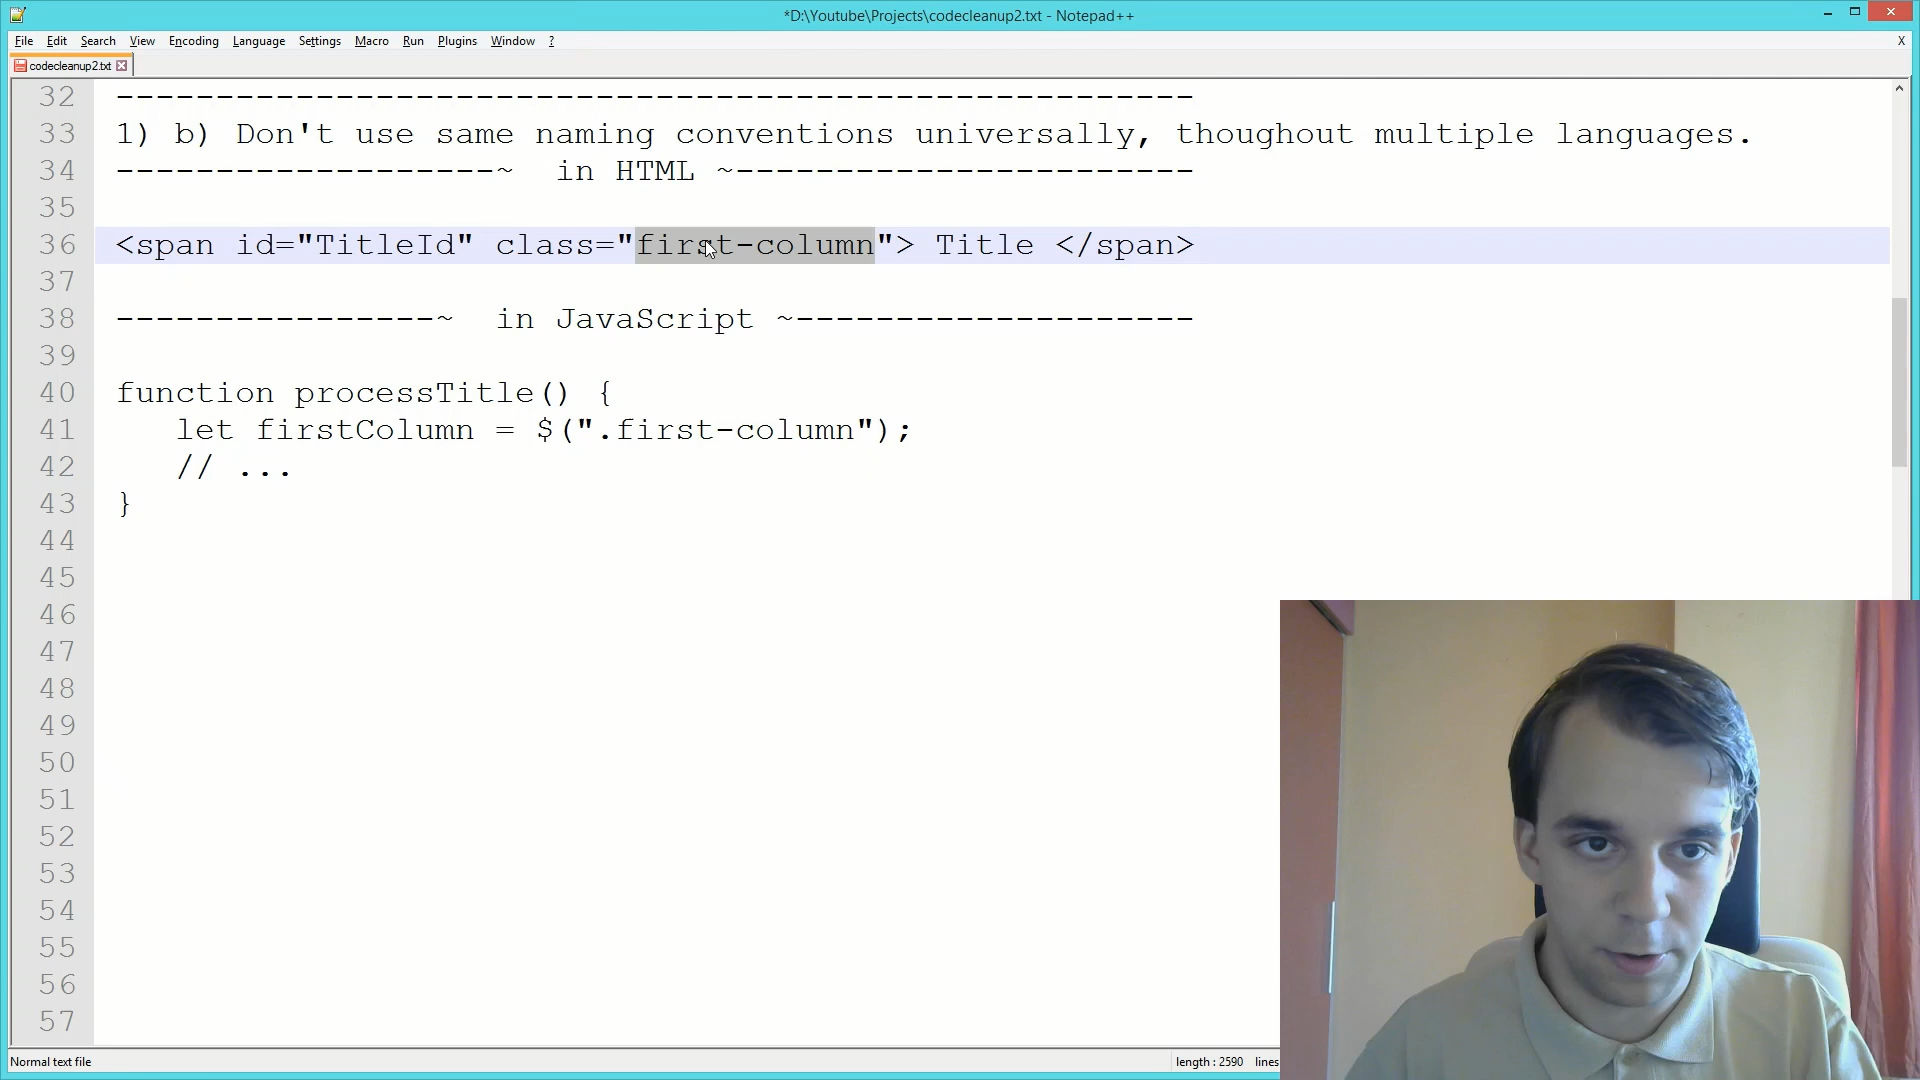 *D:\Youtube\Projects\codecleanup2.txt - Notepad++
File Edit Search View Encoding Language Settings Macro Run Plugins Window ? X
codecleanup2.txt
32 ------------------------------------------------------
33 1) b) Don't use same naming conventions universally, thoughout multiple languages.
34 -------------------~  in HTML ~-----------------------
35
36 <span id="TitleId" class="first-column"> Title </span>
37
38 ----------------~  in JavaScript ~--------------------
39
40 function processTitle() {
41    let firstColumn = $(".first-column");
42    // ...
43 }
44
45
46
47
48
49
50
51
52
53
54
55
56
57
Normal text file length : 2590 lines